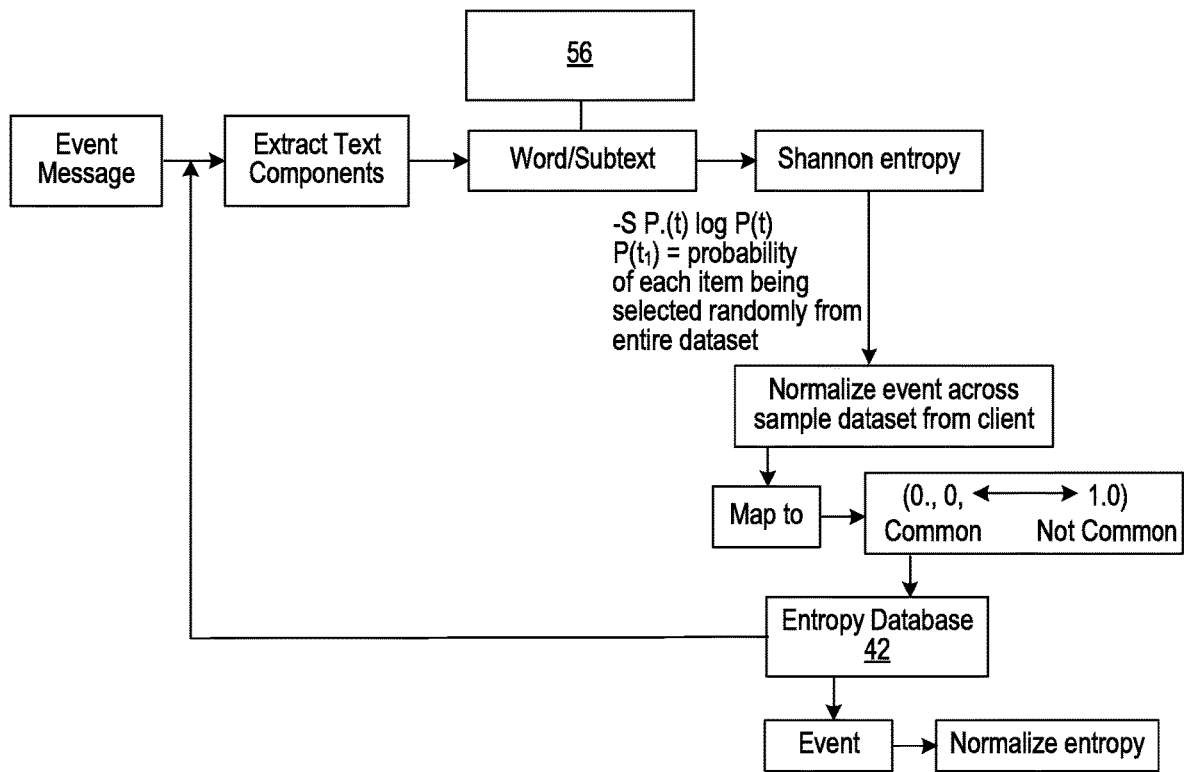 56
Event
Message
Extract Text
Components
Word/Subtext
Shannon entropy
-S P.(t) log P(t)
P(t₁) = probability
of each item being
selected randomly from
entire dataset
Normalize event across
sample dataset from client
Map to
(0., 0, 1.0)
Common Not Common
Entropy Database
42
Event
Normalize entropy